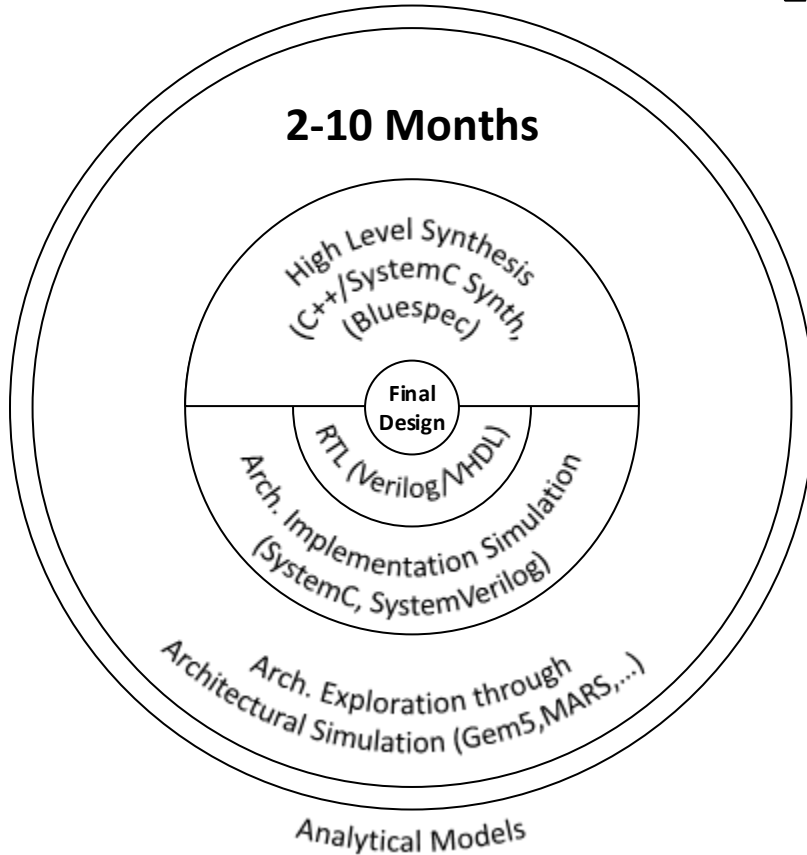 2-10 Months
High Level Synthesis
(C++/SystemC Synth,
(Bluespec)
Final
Design
RTL (Verilog/VHDL)
Arch. Implementation Simulation
(SystemC, SystemVerilog)
Arch. Exploration through
Architectural Simulation (Gem5,MARS,...)
Analytical Models